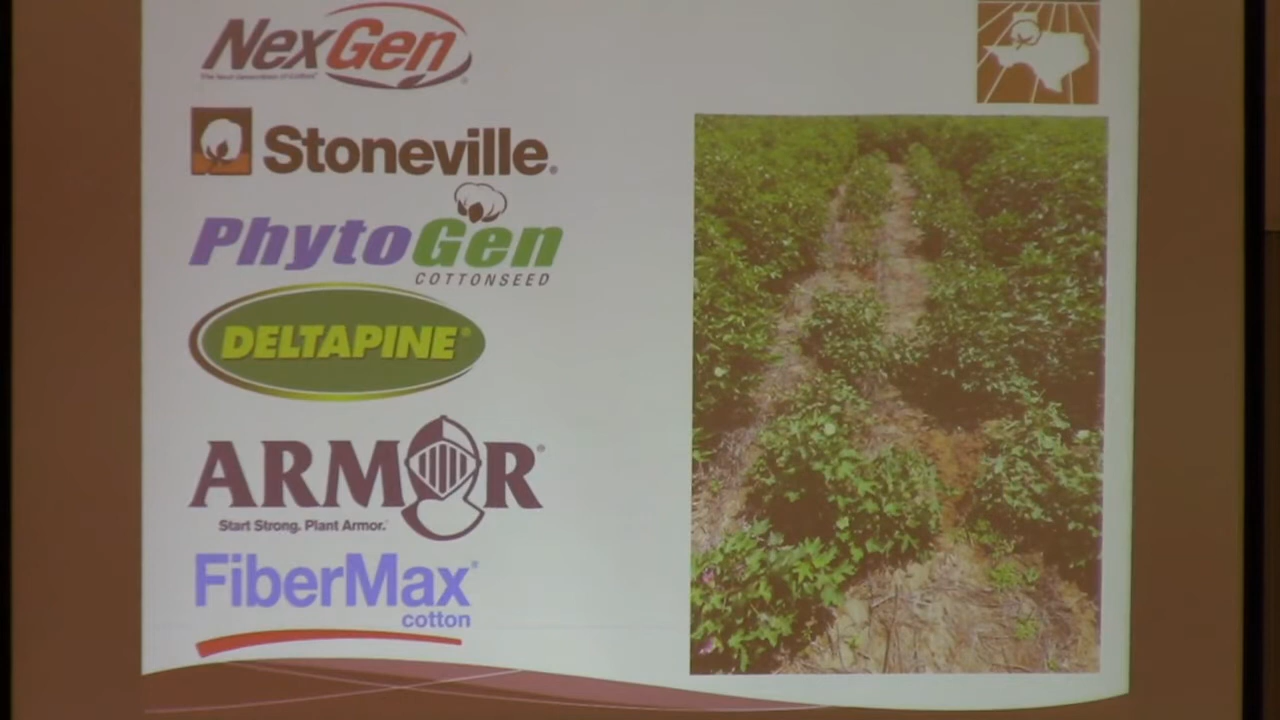 NexGen
The Next Generation of Cotton
Stoneville®
PhytoGen
COTTONSEED
DELTAPINE®
ARMOR®
Start Strong. Plant Armor.
FiberMax®
cotton